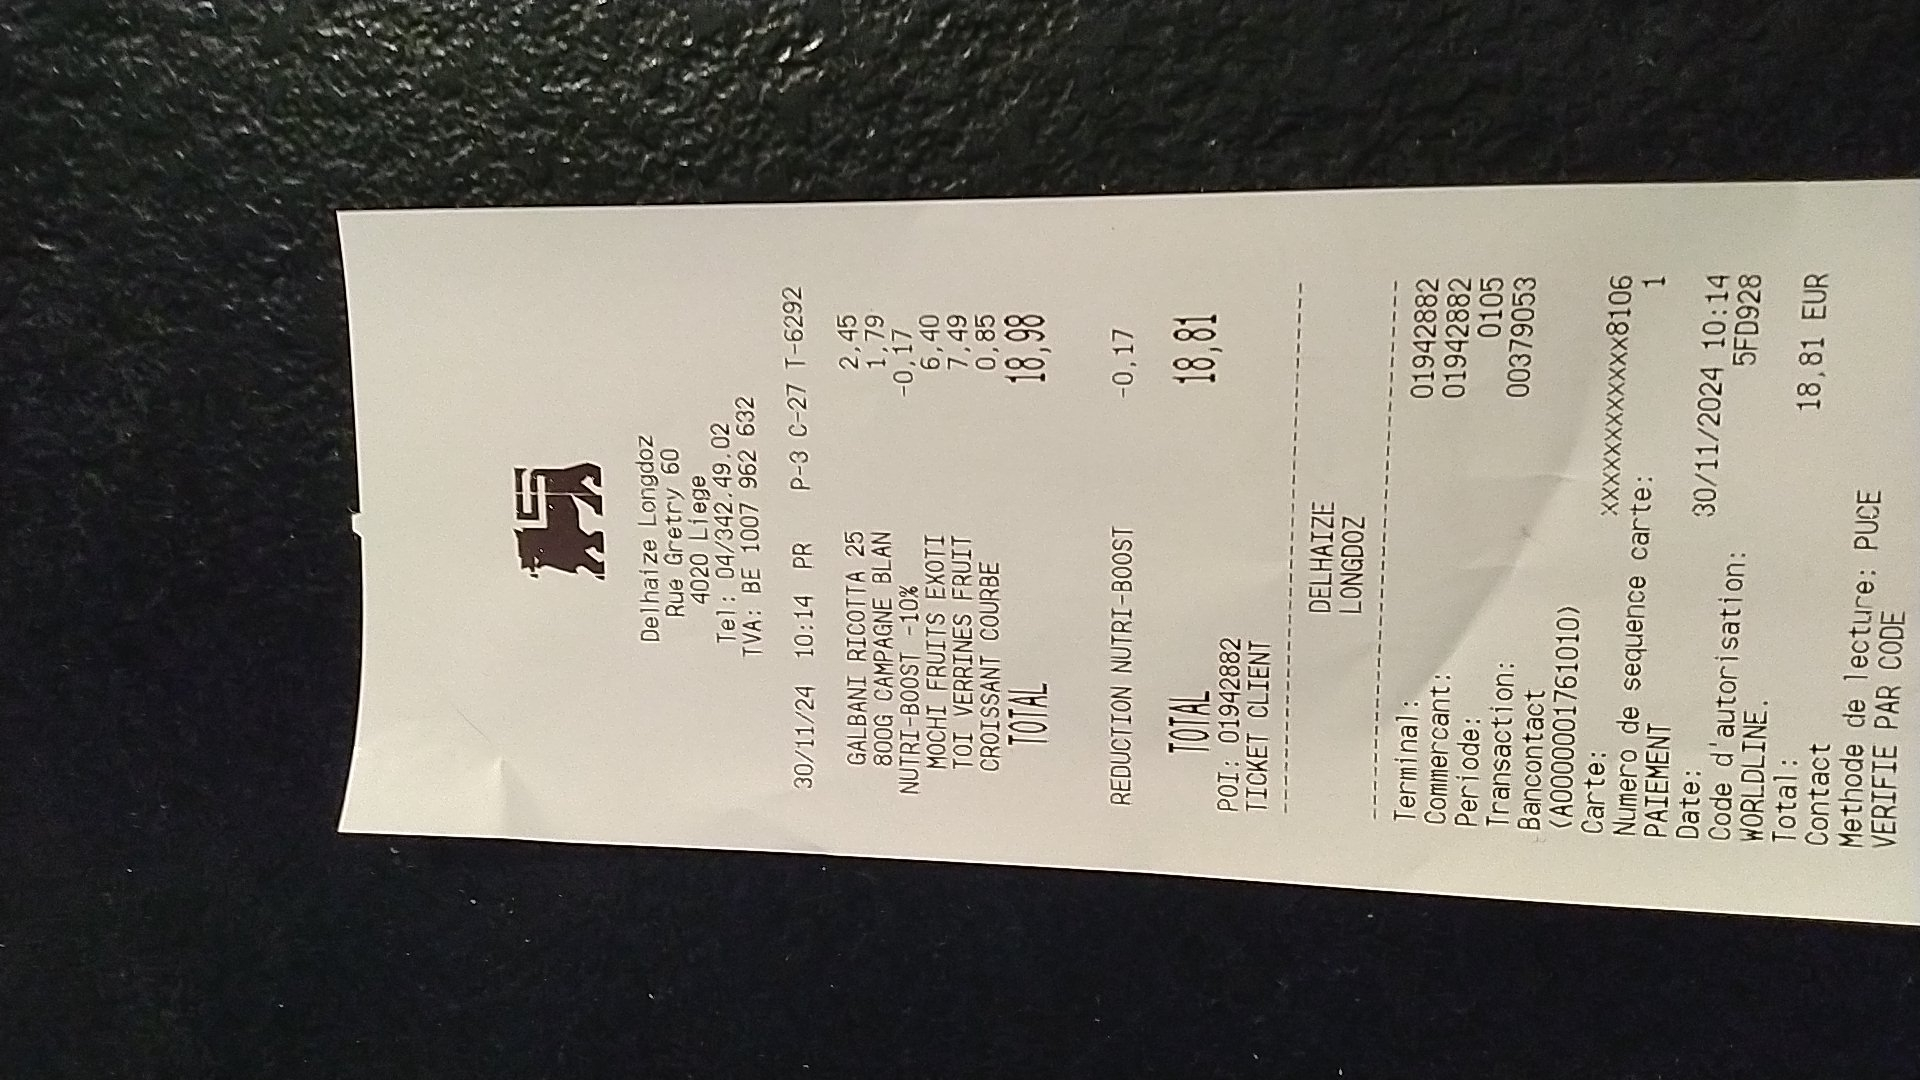 Delhaize Longdoz
Rue Gretry 60
4020 Liege
Tel: 04/342.49.02
TVA: BE 1007 962 632
30/11/24 10:14 PR P-3 C-27 T-6292
GALBANI RICOTTA 25 2,45
800G CAMPAGNE BLAN 1,79
NUTRI-BOOST -10% -0,17
MOCHI FRUITS EXOTI 6,40
TOI VERRINES FRUIT 7,49
CROISSANT COURBE 0,85
TOTAL 18,98
REDUCTION NUTRI-BOOST -0,17
TOTAL 18,81
POI: 01942882
TICKET CLIENT
DELHAIZE
LONGDOZ
Terminal: 01942882
Commercant: 01942882
Periode: 0105
Transaction: 00379053
Bancontact
(A0000001761010)
Carte: xxxxxxxxxxxxx8106
Numero de sequence carte: 1
PAIEMENT
Date: 30/11/2024 10:14
Code d'autorisation: 5FD928
WORLDLINE.
Total: 18,81 EUR
Contact
Methode de lecture: PUCE
VERIFIE PAR CODE